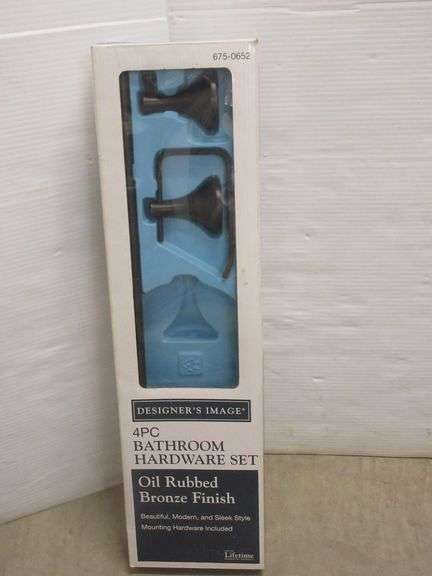 675-0652
DESIGNER'S IMAGE®
4PC
BATHROOM
HARDWARE SET
Oil Rubbed
Bronze Finish
Beautiful, Modern, and Sleek Style
Mounting Hardware Included
Lifetime